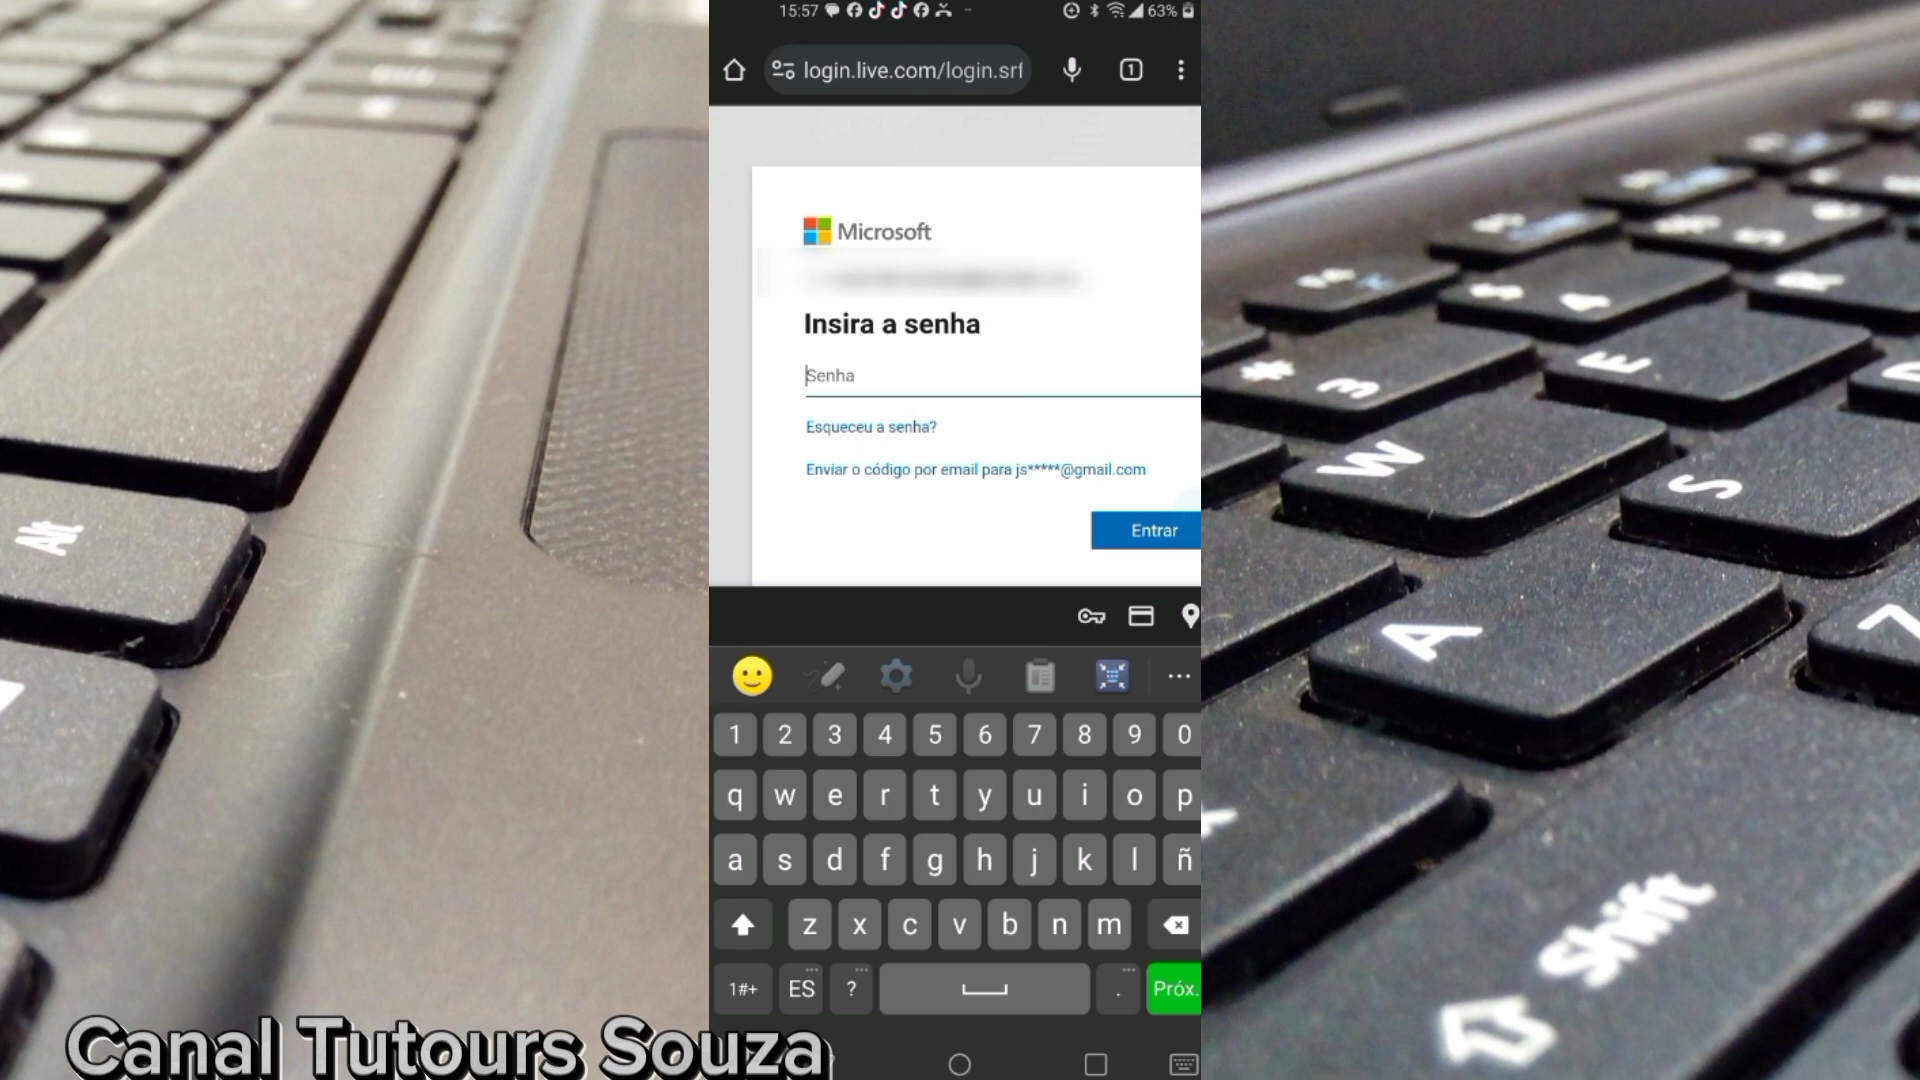 15:57
63%
login.live.com/login.srf
1
Microsoft
Insira a senha
Senha
Esqueceu a senha?
Enviar o código por email para js*****@gmail.com
Entrar
1 2 3 4 5 6 7 8 9 0
q w e r t y u i o p
a s d f g h j k l ñ
z x c v b n m
1#+ ES ? . Próx.
Alt
* 3 E
W S
A
Shift
Canal Tutours Souza